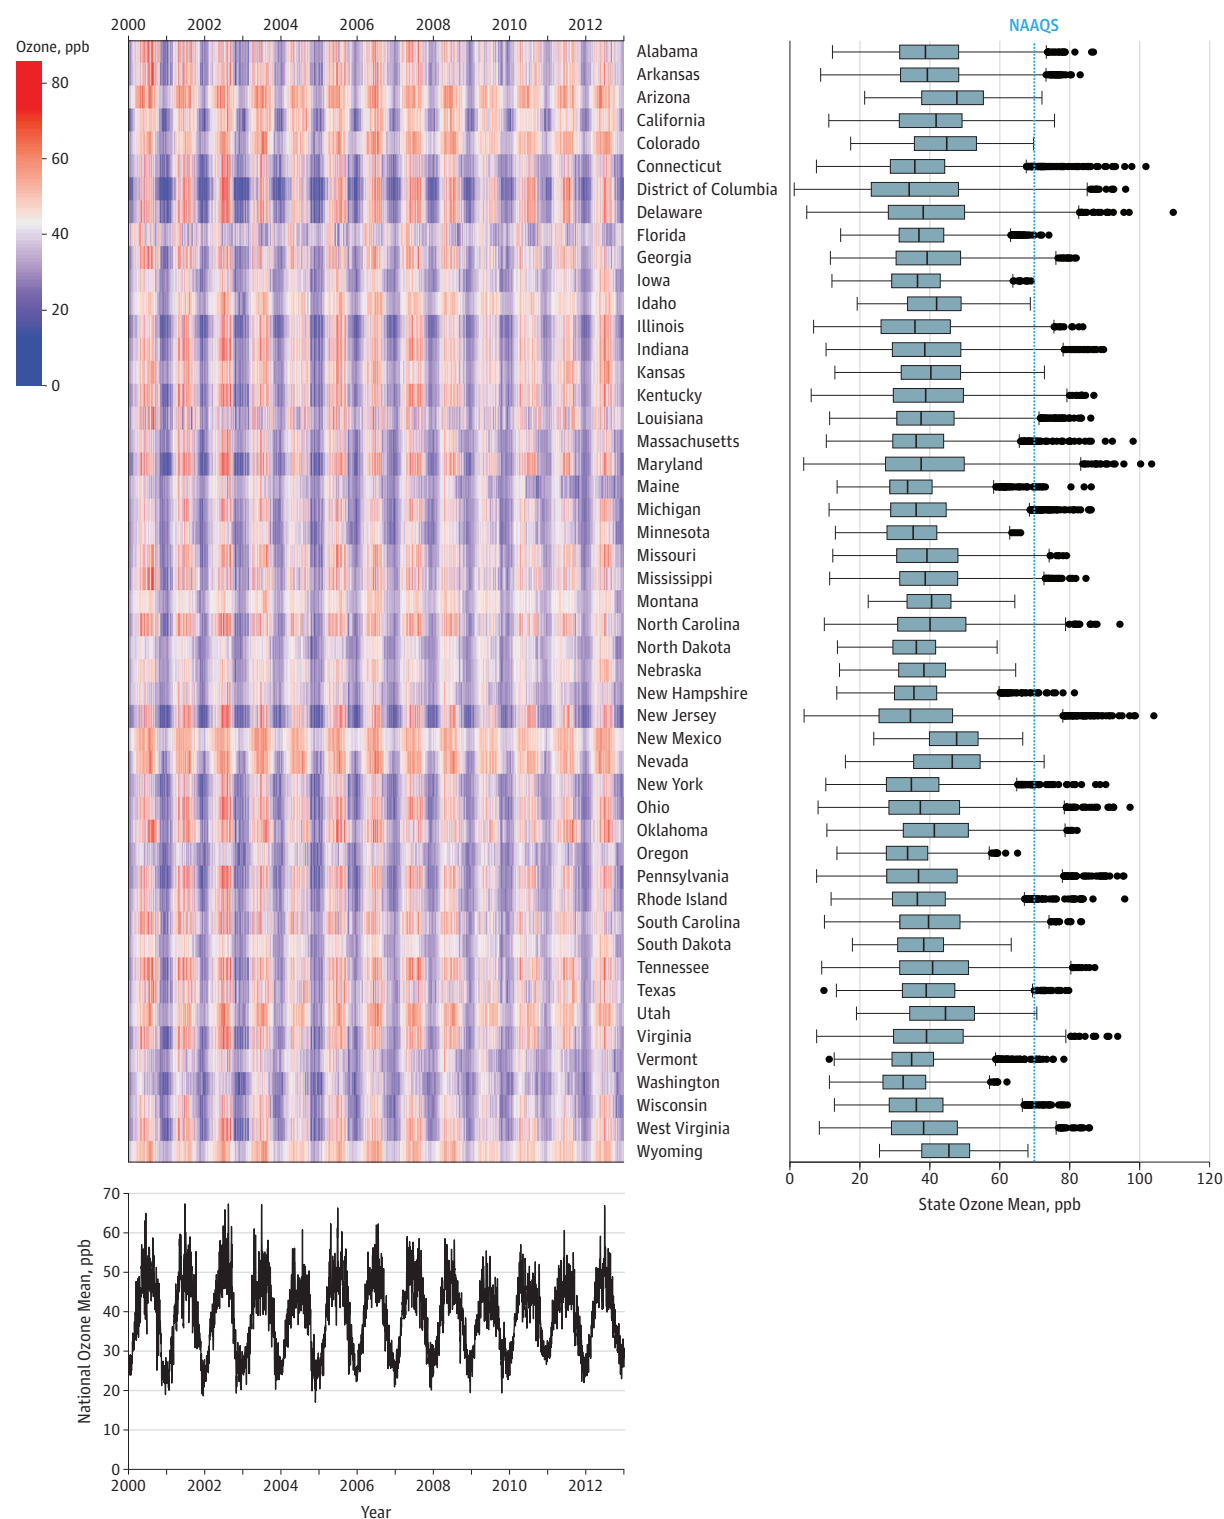 2000 2002 2004 2006 2008 2010 2012
NAAQS
Ozone, ppb
80
60
40
20
0
Alabama
Arkansas
Arizona
California
Colorado
Connecticut
District of Columbia
Delaware
Florida
Georgia
Iowa
Idaho
Illinois
Indiana
Kansas
Kentucky
Louisiana
Massachusetts
Maryland
Maine
Michigan
Minnesota
Missouri
Mississippi
Montana
North Carolina
North Dakota
Nebraska
New Hampshire
New Jersey
New Mexico
Nevada
New York
Ohio
Oklahoma
Oregon
Pennsylvania
Rhode Island
South Carolina
South Dakota
Tennessee
Texas
Utah
Virginia
Vermont
Washington
Wisconsin
West Virginia
Wyoming
0 20 40 60 80 100 120
State Ozone Mean, ppb
70
60
50
40
30
20
10
0
National Ozone Mean, ppb
2000 2002 2004 2006 2008 2010 2012
Year